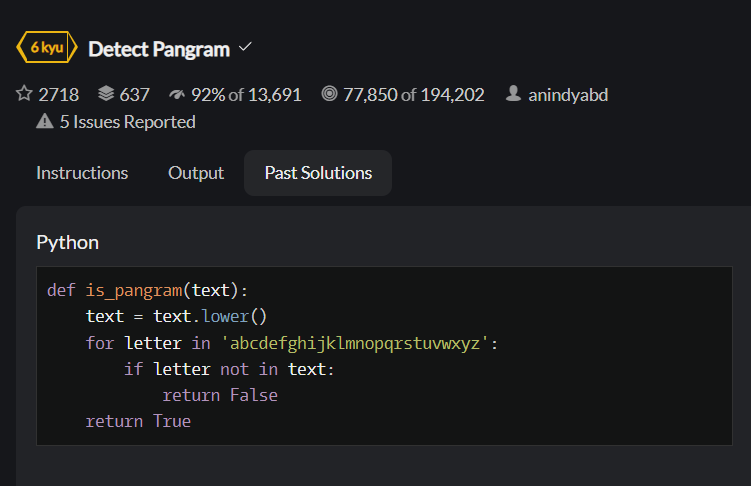 6 kyu Detect Pangram
2718 637 92% of 13,691 77,850 of 194,202 anindyabd
5 Issues Reported
Instructions Output Past Solutions
Python
def is_pangram(text):
    text = text.lower()
    for letter in 'abcdefghijklmnopqrstuvwxyz':
        if letter not in text:
            return False
    return True